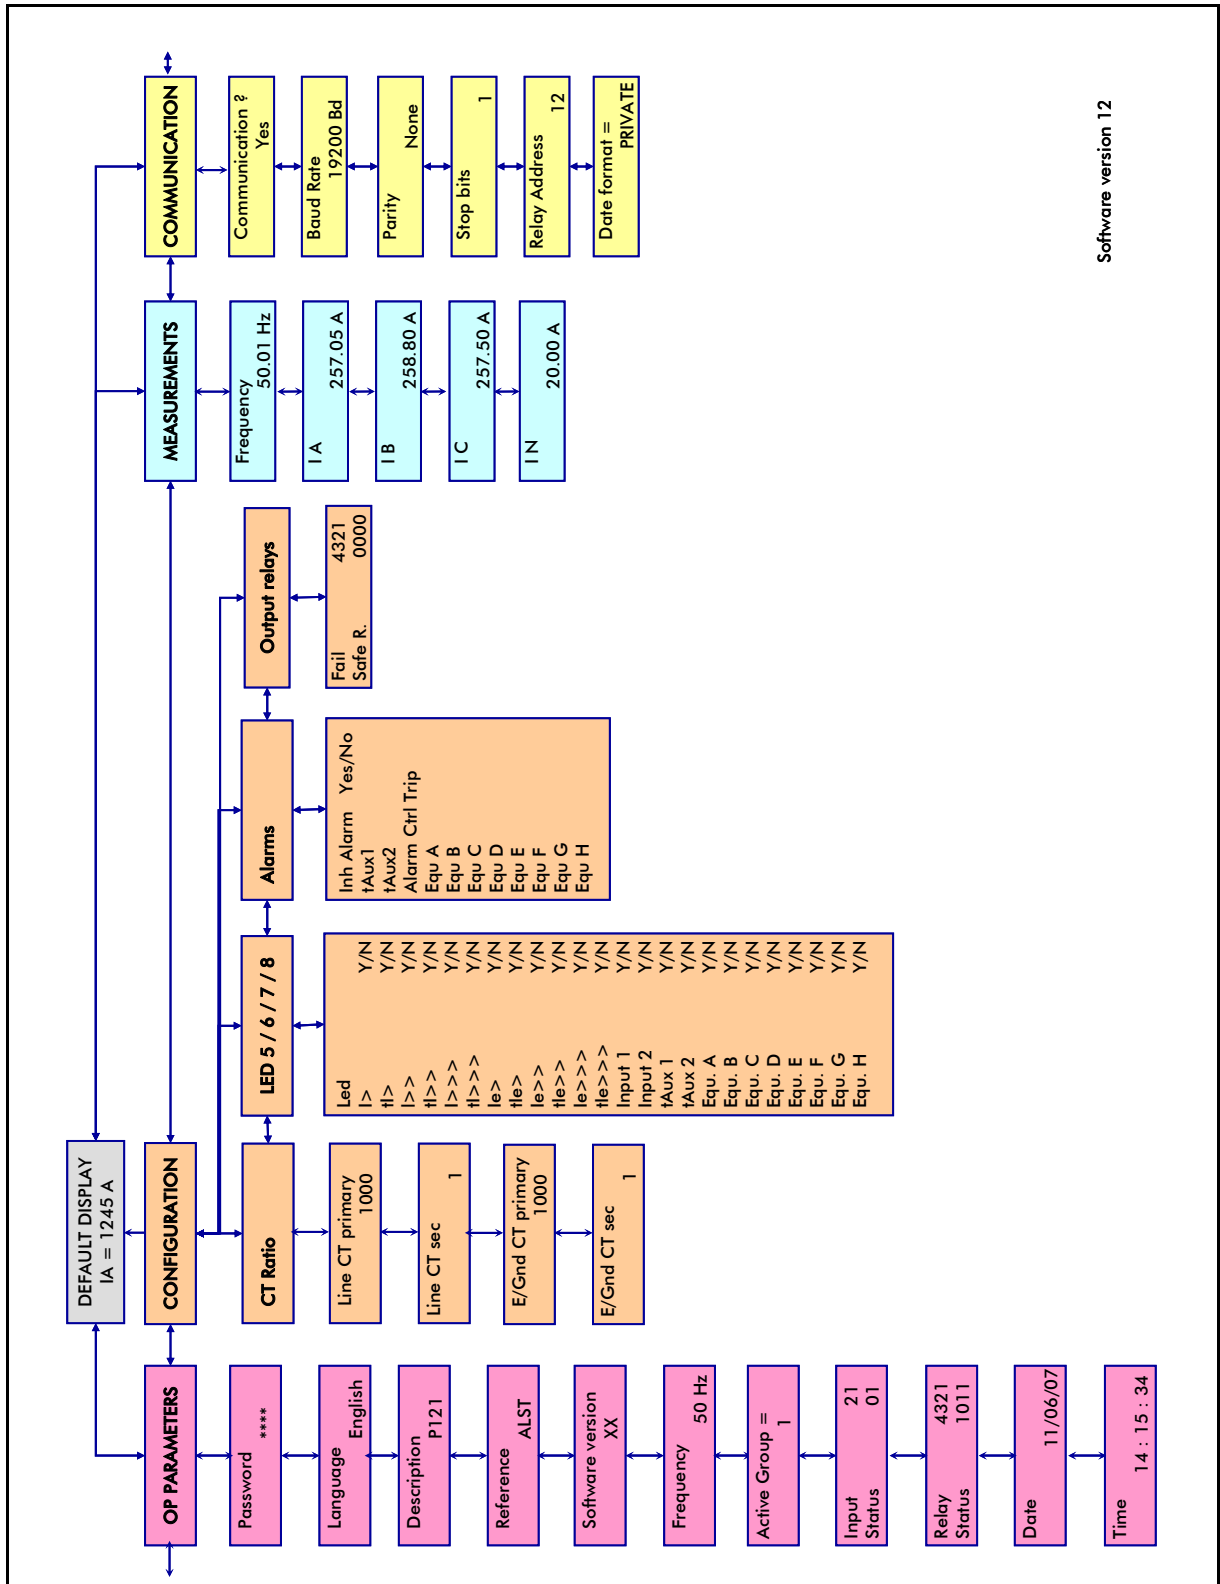 DEFAULT DISPLAY
IA = 1245 A
OP PARAMETERS
Password
****
Language
English
Description
P121
Reference
ALST
Software version
XX
Frequency
50 Hz
Active Group =
1
Input 21
Status 01
Relay 4321
Status 1011
Date
11/06/07
Time
14 : 15 : 34
CONFIGURATION
CT Ratio
Line CT primary
1000
Line CT sec
1
E/Gnd CT primary
1000
E/Gnd CT sec
1
LED 5 / 6 / 7 / 8
Led
I> Y/N
tI> Y/N
I>> Y/N
tI>> Y/N
I>>> Y/N
tI>>> Y/N
Ie> Y/N
tIe> Y/N
Ie>> Y/N
tIe>> Y/N
Ie>>> Y/N
tIe>>> Y/N
Input 1 Y/N
Input 2 Y/N
tAux 1 Y/N
tAux 2 Y/N
Equ. A Y/N
Equ. B Y/N
Equ. C Y/N
Equ. D Y/N
Equ. E Y/N
Equ. F Y/N
Equ. G Y/N
Equ. H Y/N
Alarms
Inh Alarm Yes/No
tAux1
tAux2
Alarm Ctrl Trip
Equ A
Equ B
Equ C
Equ D
Equ E
Equ F
Equ G
Equ H
Output relays
Fail 4321
Safe R. 0000
MEASUREMENTS
Frequency
50.01 Hz
I A
257.05 A
I B
258.80 A
I C
257.50 A
I N
20.00 A
COMMUNICATION
Communication ?
Yes
Baud Rate
19200 Bd
Parity
None
Stop bits
1
Relay Address
12
Date format =
PRIVATE
Software version 12